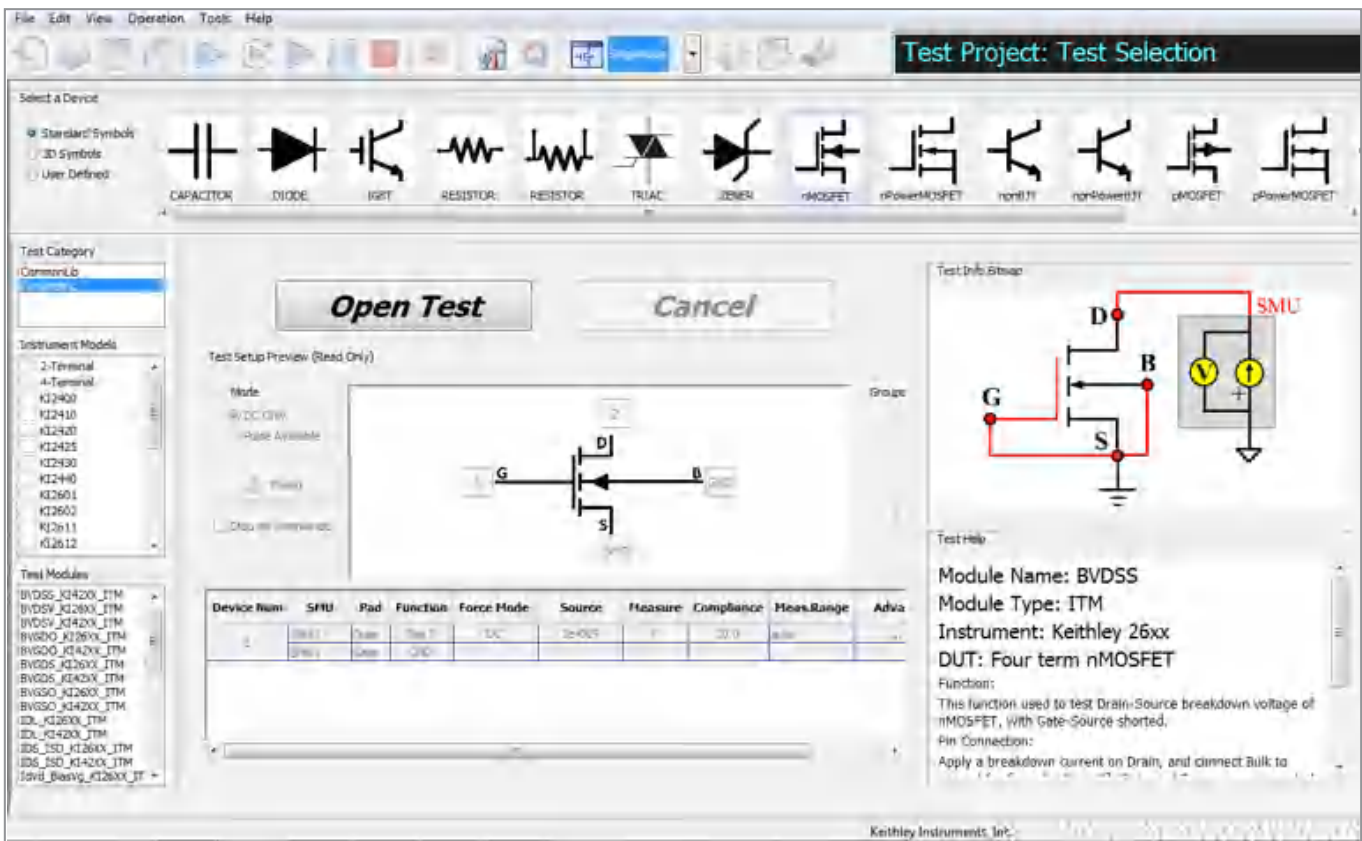 File Edit View Operation Tools Help
Test Project: Test Selection
Select a Device
Standard Symbols
3D Symbols
User Defined
CAPACITOR DIODE IGBT RESISTOR RESISTOR TRIAC ZENER nMOSFET nPowerMOSFET npnBJT npnPowerBJT pMOSFET pPowerMOSFET
Test Category
CommonLib
Open Test
Cancel
Instrument Models
2-Terminal
4-Terminal
KI2400
KI2410
KI2420
KI2425
KI2430
KI2440
KI2601
KI2602
KI2611
KI2612
Test Modules
BVDSS_KI42XX_ITM
BVDSV_KI26XX_ITM
BVDSV_KI42XX_ITM
BVGDO_KI26XX_ITM
BVGDO_KI42XX_ITM
BVGDS_KI26XX_ITM
BVGDS_KI42XX_ITM
BVGSO_KI26XX_ITM
BVGSO_KI42XX_ITM
IDL_KI26XX_ITM
IDL_KI42XX_ITM
IDS_ISD_KI26XX_ITM
IDS_ISD_KI42XX_ITM
Idvd_BiasVg_KI26XX_IT
Test Setup Preview (Read Only)
Mode
Pulse Available
Groups
2
D
G
B
S
Device Num SMU Pad Function Force Mode Source Measure Compliance Meas.Range Adva
GND
Test Info Bitmap
SMU
D
B
V
G
S
Test Help
Module Name: BVDSS
Module Type: ITM
Instrument: Keithley 26xx
DUT: Four term nMOSFET
Function:
This function used to test Drain-Source breakdown voltage of
nMOSFET, with Gate-Source shorted.
Pin Connection:
Apply a breakdown current on Drain, and connect Bulk to
Keithley Instruments, Inc.